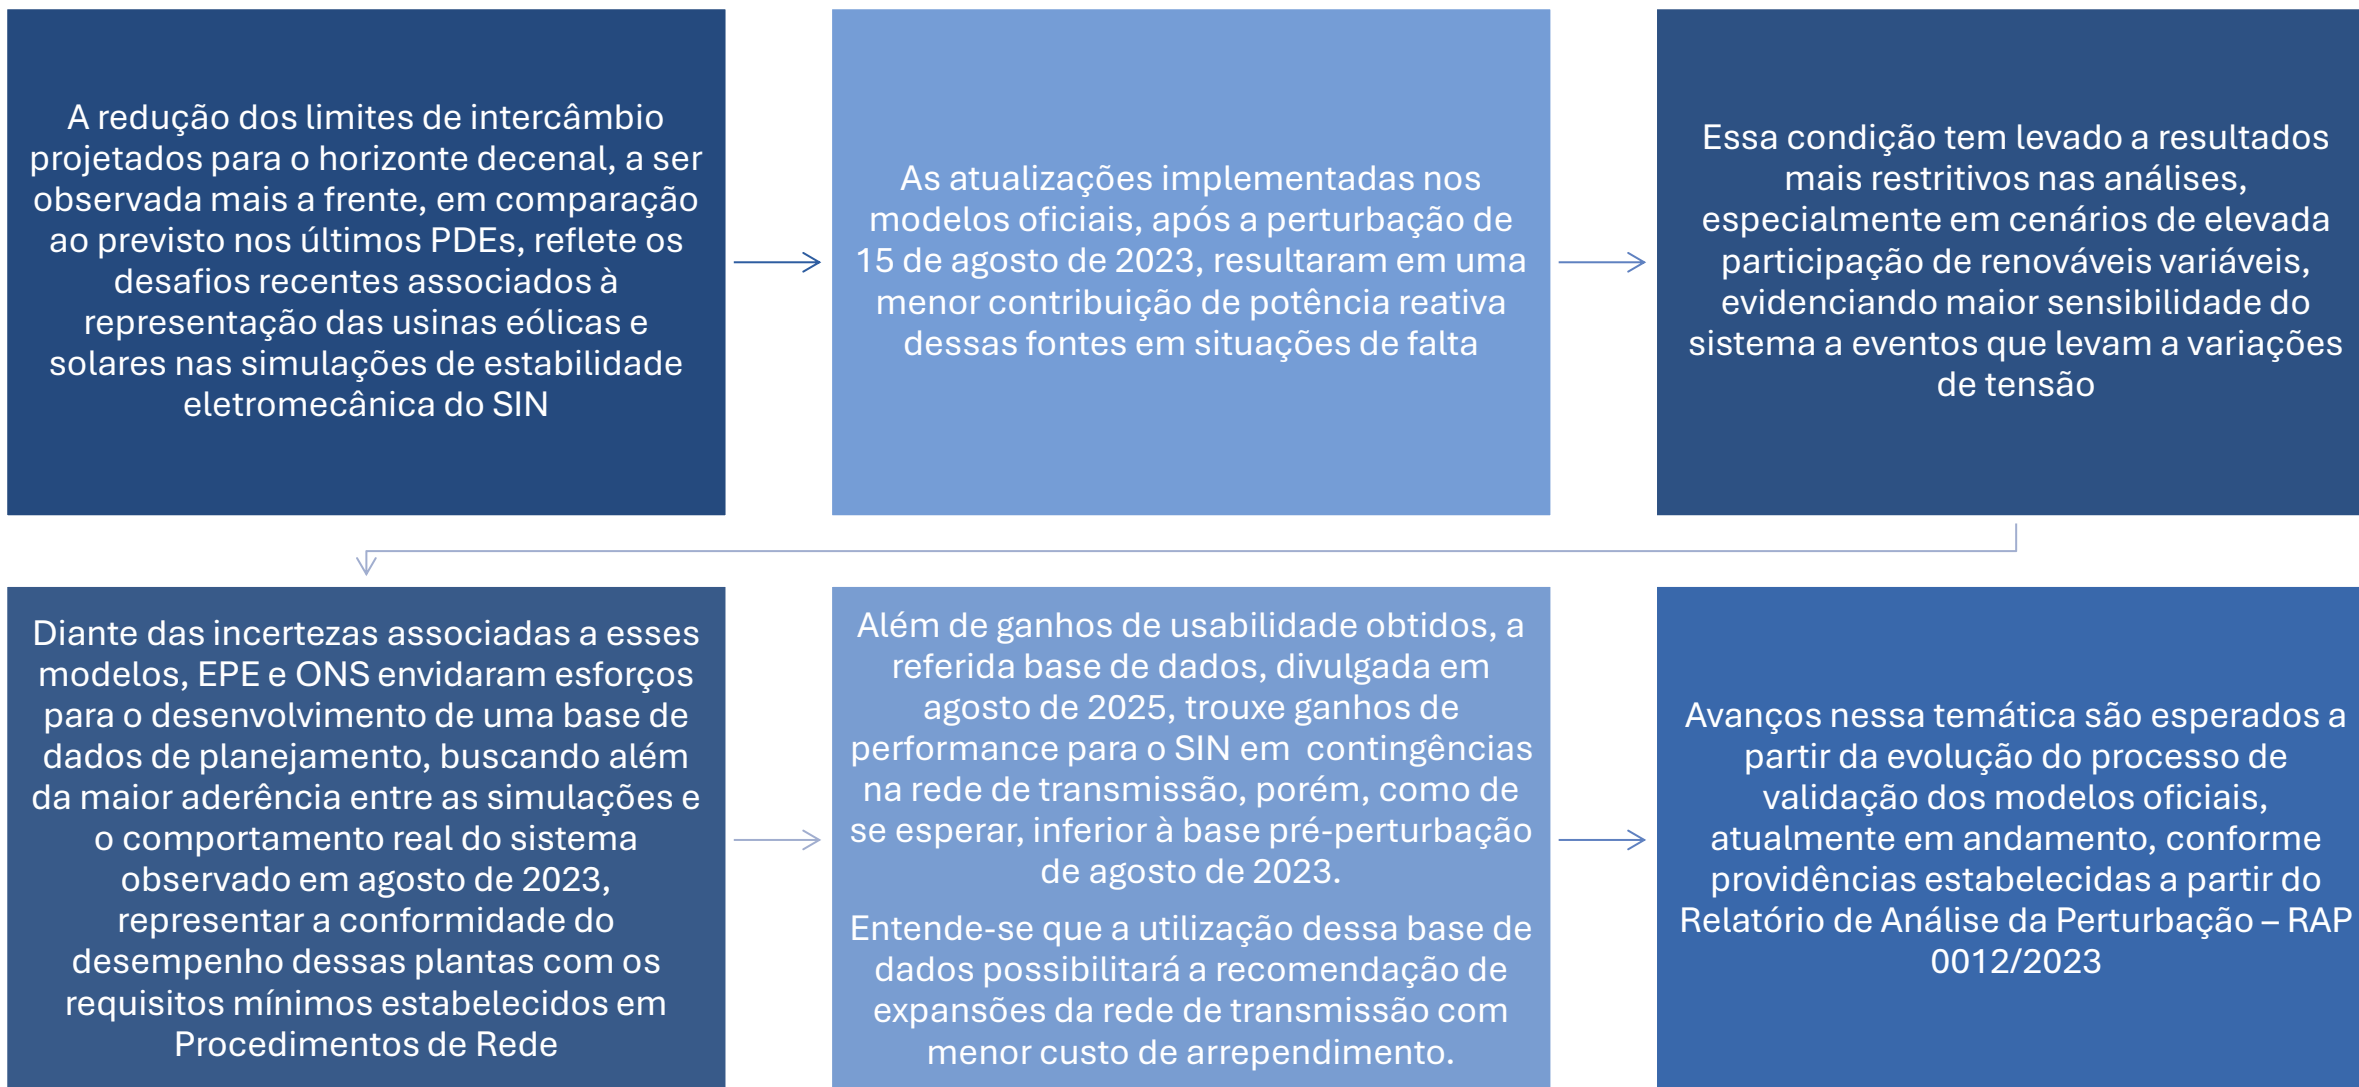 A redução dos limites de intercâmbio
projetados para o horizonte decenal, a ser
observada mais a frente, em comparação
ao previsto nos últimos PDEs, reflete os
desafios recentes associados à
representação das usinas eólicas e
solares nas simulações de estabilidade
eletromecânica do SIN
As atualizações implementadas nos
modelos oficiais, após a perturbação de
15 de agosto de 2023, resultaram em uma
menor contribuição de potência reativa
dessas fontes em situações de falta
Essa condição tem levado a resultados
mais restritivos nas análises,
especialmente em cenários de elevada
participação de renováveis variáveis,
evidenciando maior sensibilidade do
sistema a eventos que levam a variações
de tensão
Diante das incertezas associadas a esses
modelos, EPE e ONS envidaram esforços
para o desenvolvimento de uma base de
dados de planejamento, buscando além
da maior aderência entre as simulações e
o comportamento real do sistema
observado em agosto de 2023,
representar a conformidade do
desempenho dessas plantas com os
requisitos mínimos estabelecidos em
Procedimentos de Rede
Além de ganhos de usabilidade obtidos, a
referida base de dados, divulgada em
agosto de 2025, trouxe ganhos de
performance para o SIN em contingências
na rede de transmissão, porém, como de
se esperar, inferior à base pré-perturbação
de agosto de 2023.
Entende-se que a utilização dessa base de
dados possibilitará a recomendação de
expansões da rede de transmissão com
menor custo de arrependimento.
Avanços nessa temática são esperados a
partir da evolução do processo de
validação dos modelos oficiais,
atualmente em andamento, conforme
providências estabelecidas a partir do
Relatório de Análise da Perturbação – RAP
0012/2023